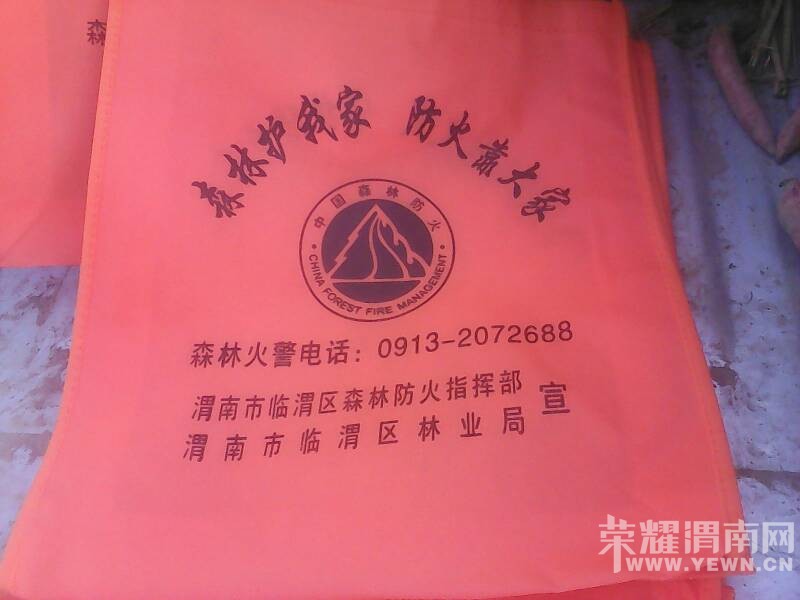 森
森林护我家 防火靠大家
中国森林防火
CHINA FOREST FIRE MANAGEMENT
森林火警电话：0913-2072688
渭南市临渭区森林防火指挥部
渭南市临渭区林业局 宣
荣耀渭南网
WWW.YEWN.CN